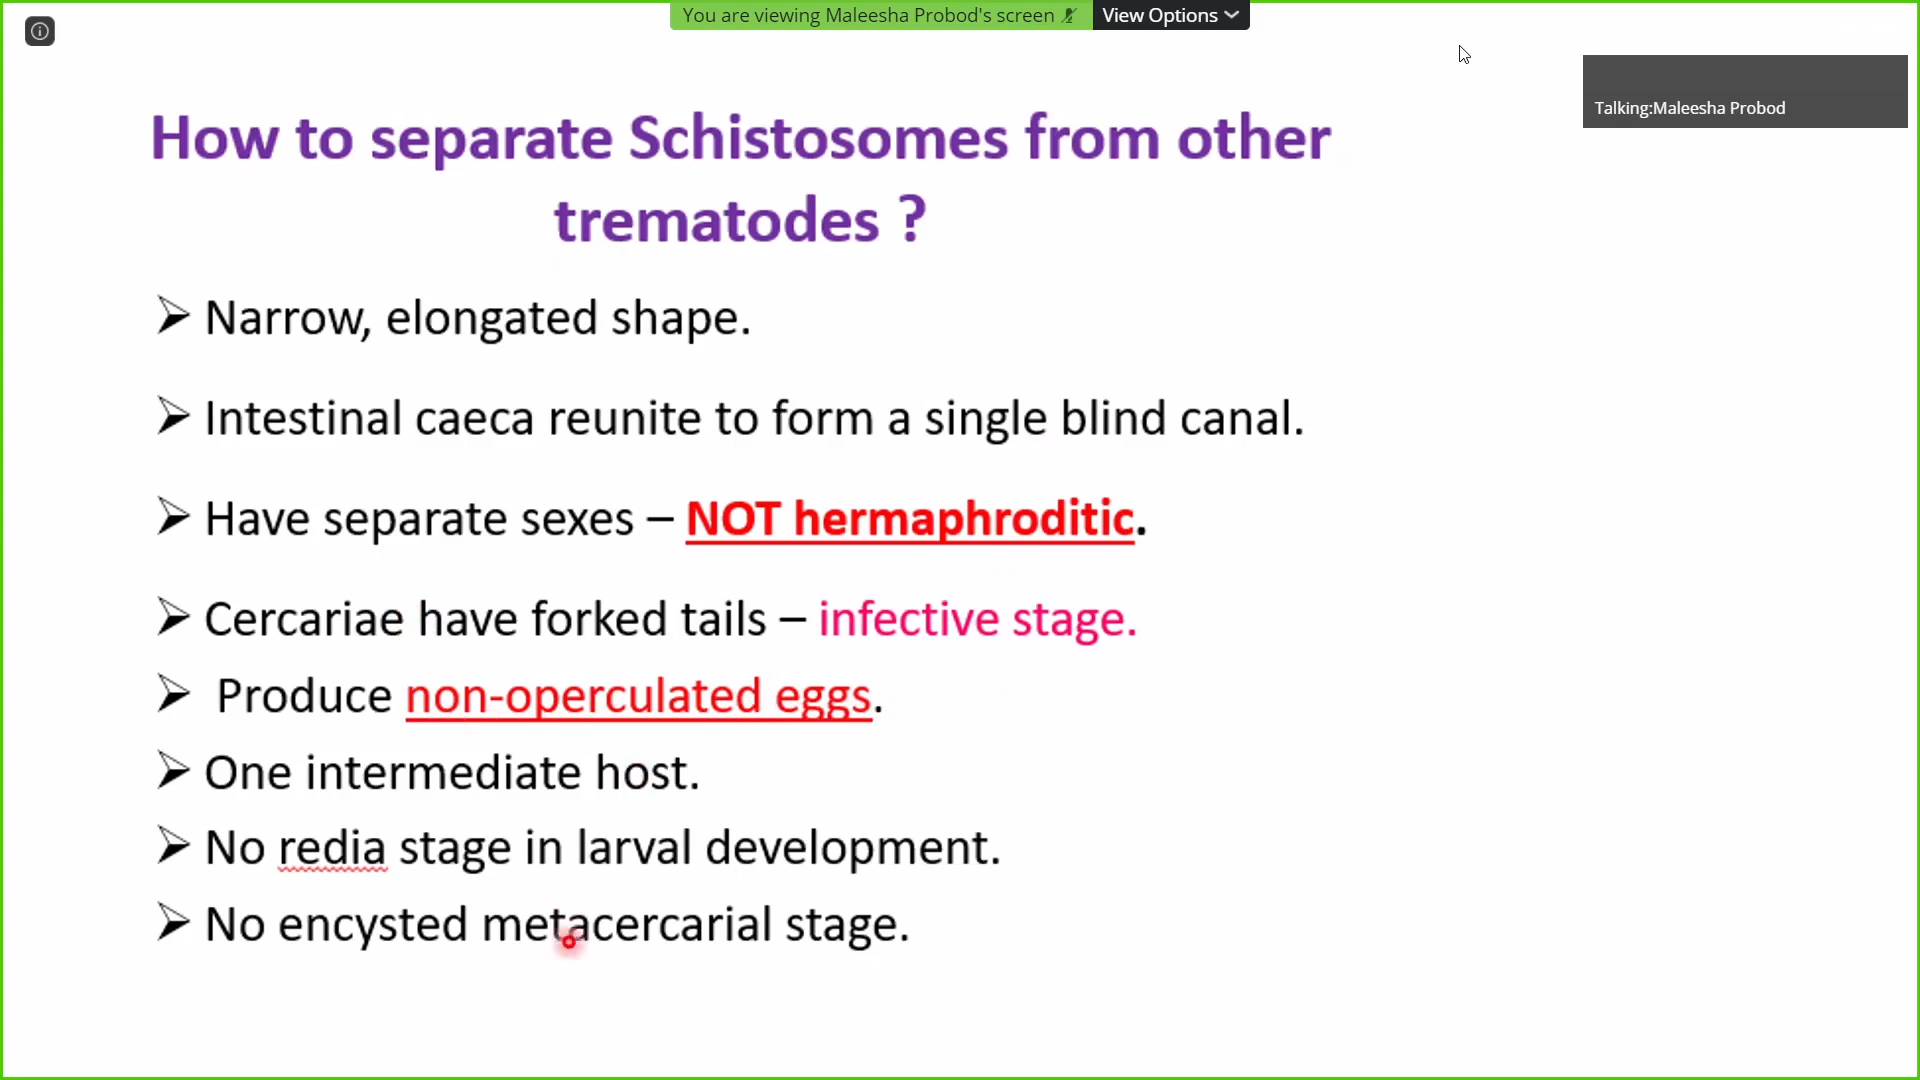 You are viewing Maleesha Probod's screen
View Options
Talking:Maleesha Probod
How to separate Schistosomes from other
trematodes ?
Narrow, elongated shape.
Intestinal caeca reunite to form a single blind canal.
Have separate sexes – NOT hermaphroditic.
Cercariae have forked tails – infective stage.
Produce non-operculated eggs.
One intermediate host.
No redia stage in larval development.
No encysted metacercarial stage.